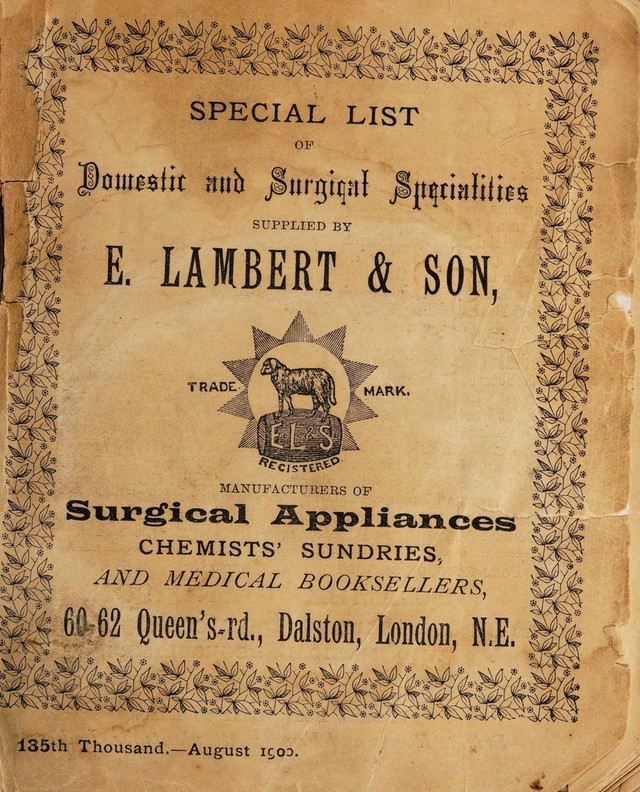 SPECIAL LIST
OF
Domestic and Surgical Specialities
SUPPLIED BY
E. LAMBERT & SON,
TRADE MARK.
E L & S
REGISTERED.
MANUFACTURERS OF
Surgical Appliances
CHEMISTS' SUNDRIES,
AND MEDICAL BOOKSELLERS,
60-62 Queen's-rd., Dalston, London, N.E.
135th Thousand.—August 1900.